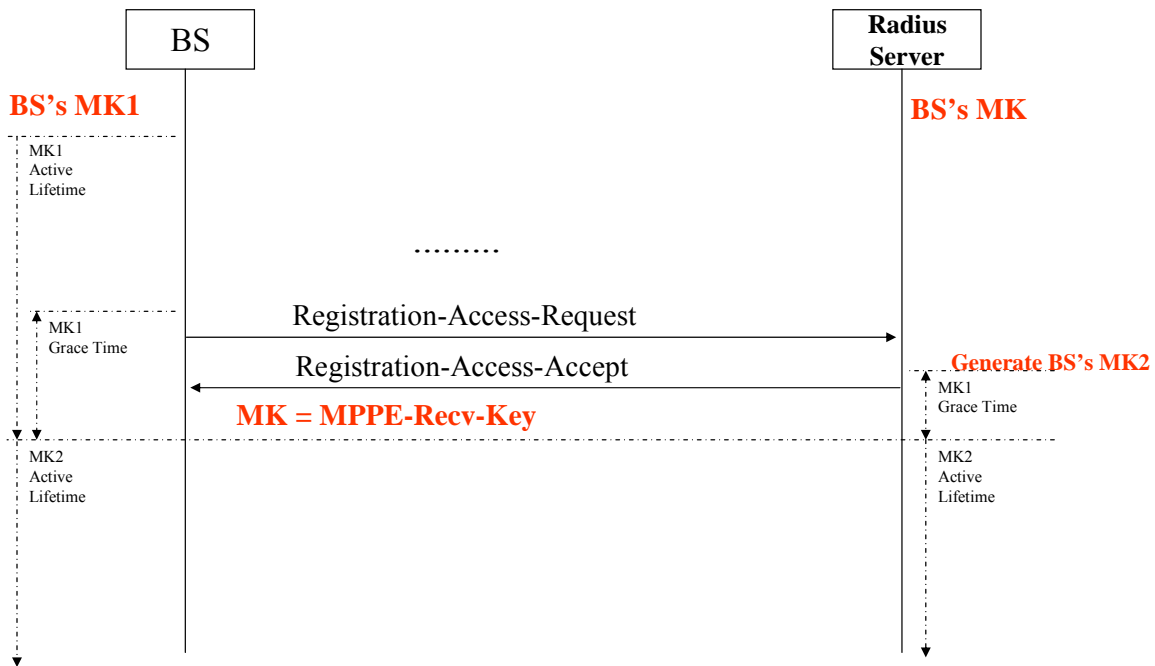 BS
Radius
Server
BS's MK1
BS's MK
MK1
Active
Lifetime
.........
Registration-Access-Request
MK1
Grace Time
Registration-Access-Accept
Generate BS's MK2
MK1
Grace Time
MK = MPPE-Recv-Key
MK2
Active
Lifetime
MK2
Active
Lifetime